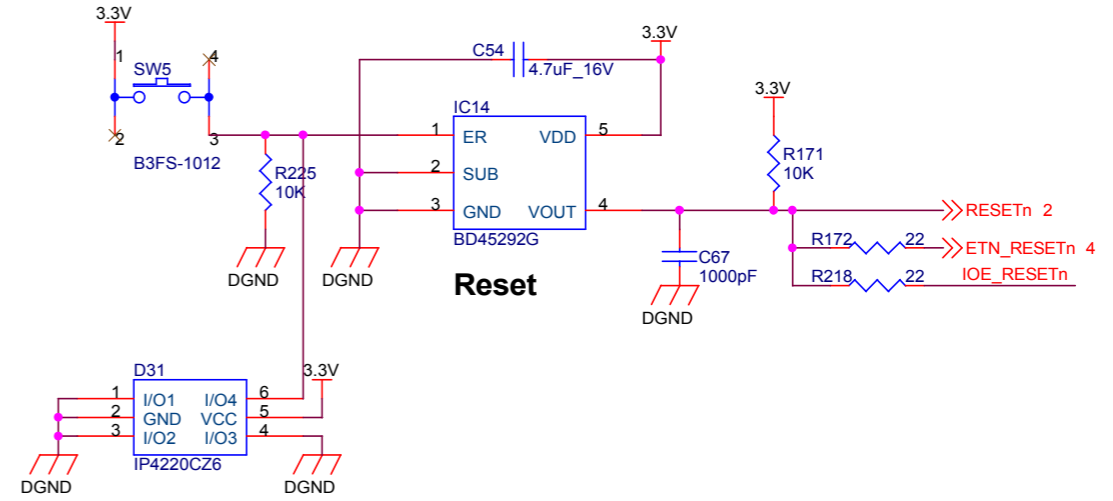 3.3V
1
4
SW5
2
3
B3FS-1012
R225
10K
DGND
C54
4.7uF_16V
3.3V
IC14
1 ER VDD 5
2 SUB
3 GND VOUT 4
BD45292G
DGND
Reset
3.3V
R171
10K
C67
1000pF
DGND
RESETn 2
R172 22 ETN_RESETn 4
R218 22 IOE_RESETn
D31
3.3V
1 I/O1 I/O4 6
2 GND VCC 5
3 I/O2 I/O3 4
IP4220CZ6
DGND
DGND